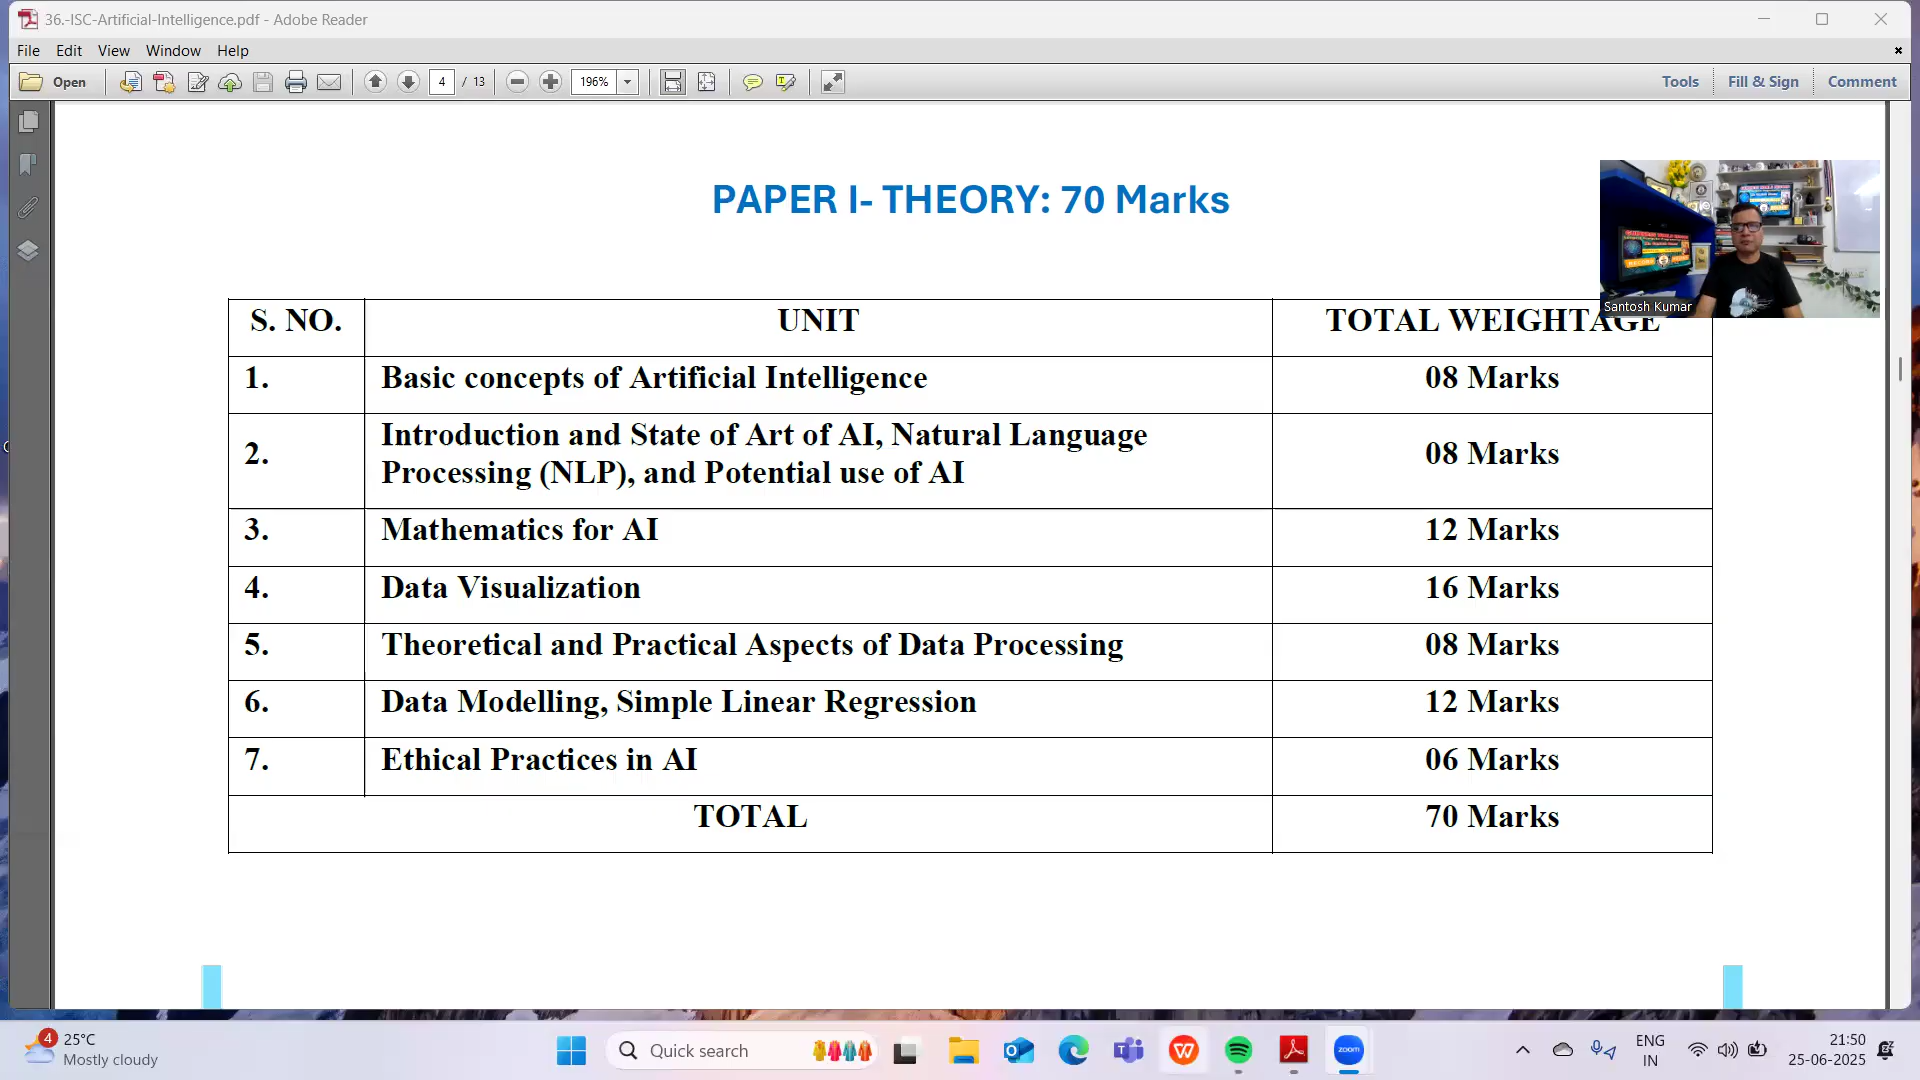 36.-ISC-Artificial-Intelligence.pdf - Adobe Reader
File Edit View Window Help
Open 4 / 13 196% Tools Fill & Sign Comment
PAPER I- THEORY: 70 Marks
Santosh Kumar
S. NO. UNIT TOTAL WEIGHTAGE
1. Basic concepts of Artificial Intelligence 08 Marks
2. Introduction and State of Art of AI, Natural Language
Processing (NLP), and Potential use of AI 08 Marks
3. Mathematics for AI 12 Marks
4. Data Visualization 16 Marks
5. Theoretical and Practical Aspects of Data Processing 08 Marks
6. Data Modelling, Simple Linear Regression 12 Marks
7. Ethical Practices in AI 06 Marks
TOTAL 70 Marks
4
25°C
Mostly cloudy
Quick search
zoom
ENG
IN
21:50
25-06-2025